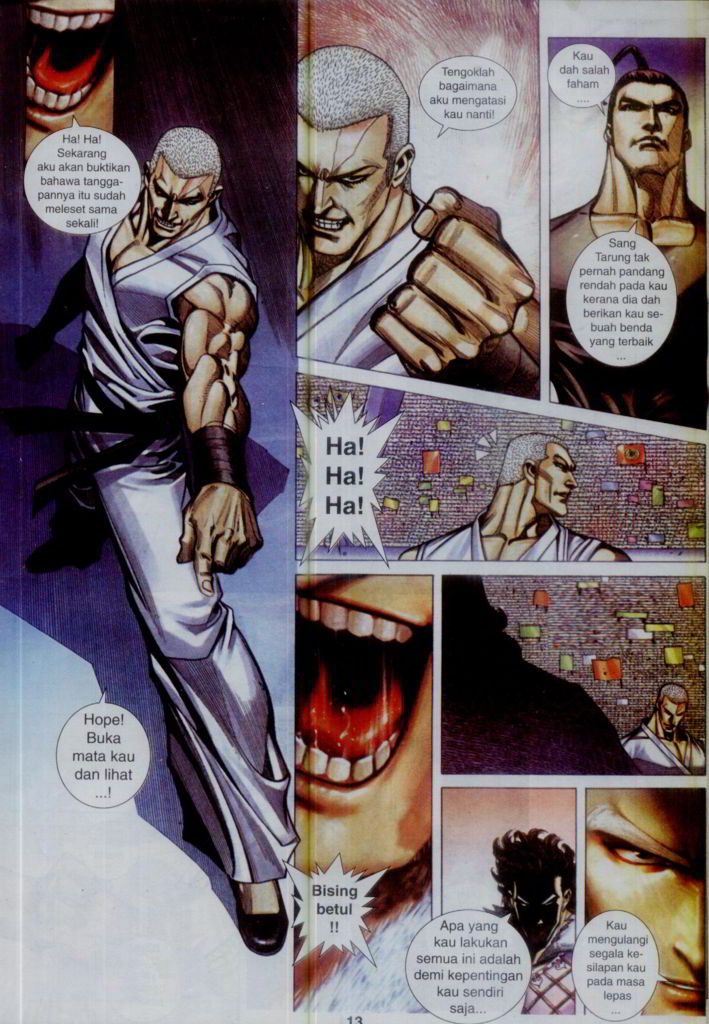 Ha! Ha!
Sekarang
aku akan buktikan
bahawa tangga-
pannya itu sudah
meleset sama
sekali!
Hope!
Buka
mata kau
dan lihat
...!
Tengoklah
bagaimana
aku mengatasi
kau nanti!
Kau
dah salah
faham
....
Sang
Tarung tak
pernah pandang
rendah pada kau
kerana dia dah
berikan kau se-
buah benda
yang terbaik
...
Ha!
Ha!
Ha!
Bising
betul
!!
Apa yang
kau lakukan
semua ini adalah
demi kepentingan
kau sendiri
saja...
Kau
mengulangi
segala ke-
silapan kau
pada masa
lepas
...
13